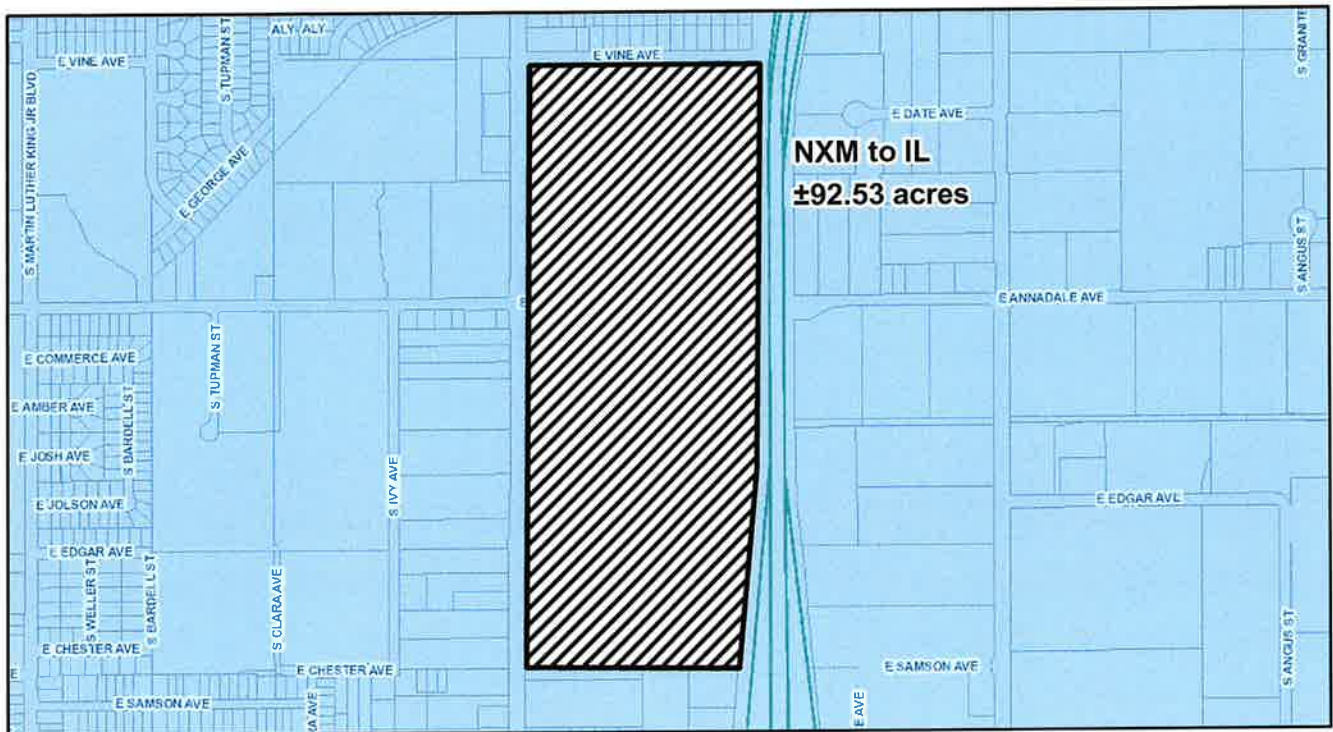 ALY ALY
S GRANITE
E VINE AVE
S TUPMAN ST
E VINE AVE
E DATE AVE
S MARTIN LUTHER KING JR BLVD
NXM to IL
±92.53 acres
E GEORGE AVE
S ANGUS ST
E
E ANNADALE AVE
E COMMERCE AVE
S TUPMAN ST
E AMBER AVE
S BARDELL ST
E JOSH AVE
S IVY AVE
E JOLSON AVE
E EDGAR AVE
E EDGAR AVE
S WELLER ST
S BARDELL ST
S CLARA AVE
S ANGUS ST
E CHESTER AVE
E CHESTER AVE
E SAMSON AVE
E
E SAMSON AVE
A AVE
E AVE